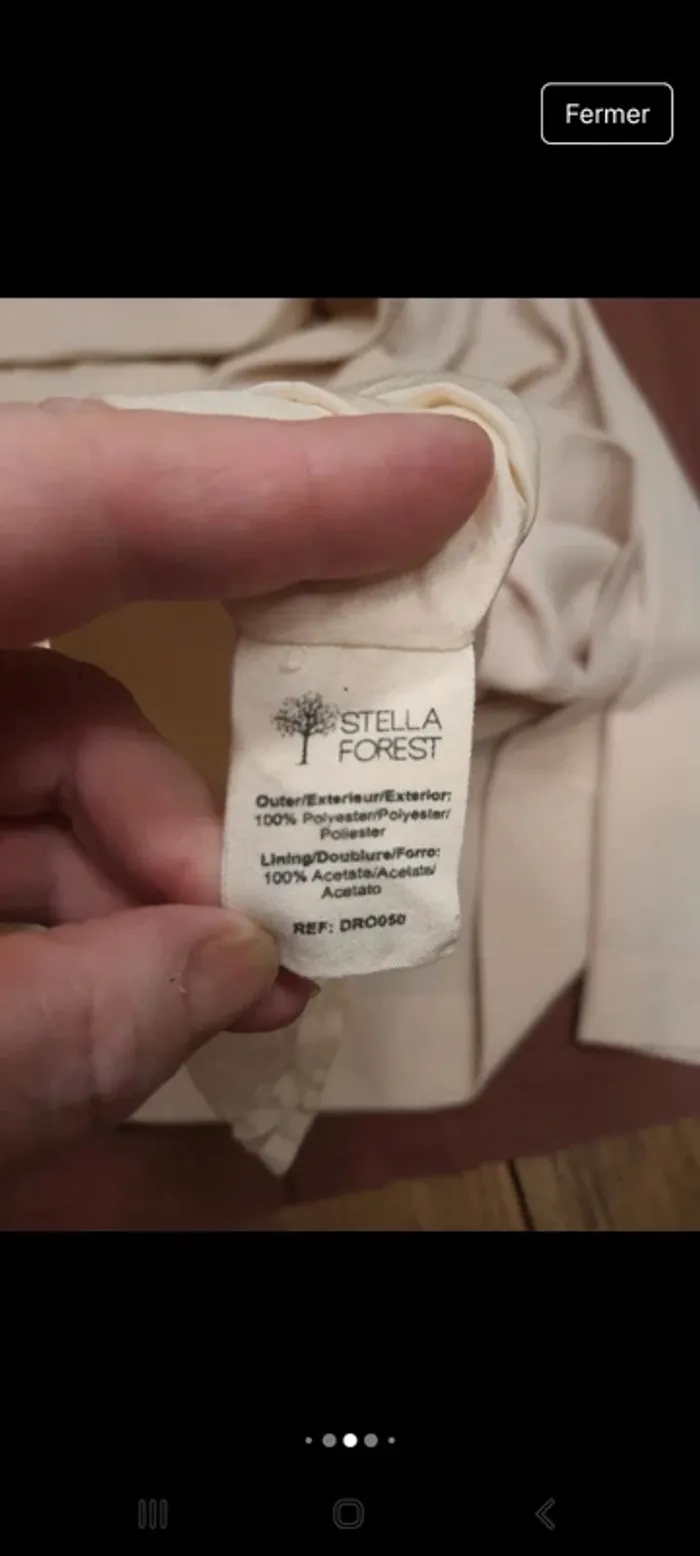 Fermer
STELLA
FOREST
Outer/Exterieur/Exterior:
100% Polyester/Polyester/
Poliester
Lining/Doublure/Forro:
100% Acetate/Acetate/
Acetato
REF: DRO050